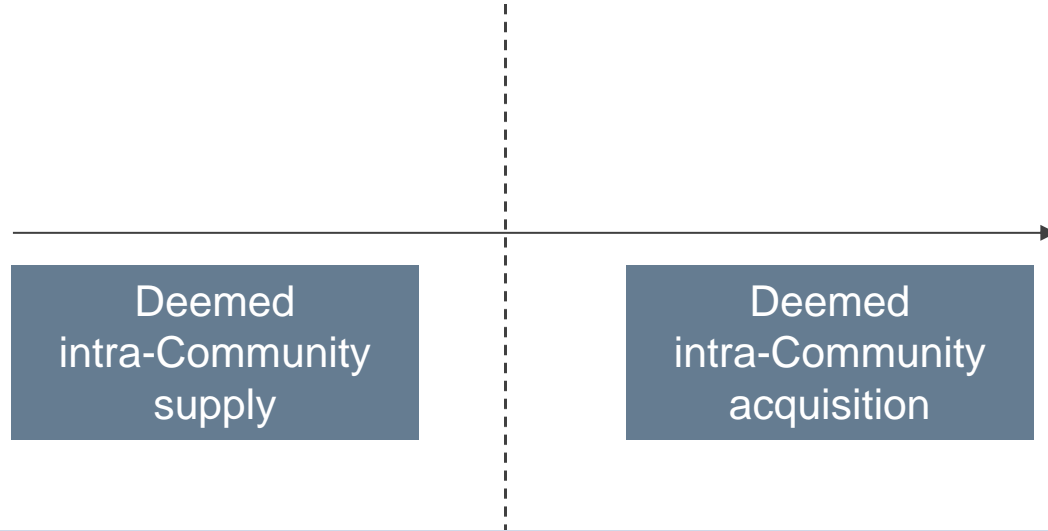 Deemed
intra-Community
supply
Deemed
intra-Community
acquisition